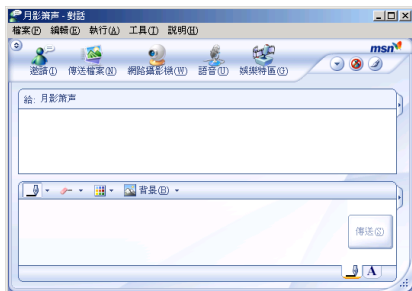 月影簫声 - 對話
檔案(F) 編輯(E) 執行(A) 工具(T) 說明(H)
msn
邀請(I) 傳送檔案(N) 網路攝影機(W) 語音(U) 娛樂特區(G)
給: 月影簫声
背景(B)
傳送(S)
A